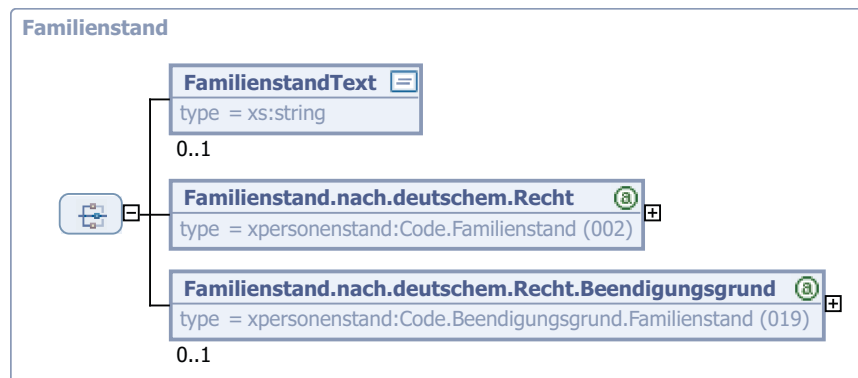 Familienstand
FamilienstandText
type = xs:string
0..1
Familienstand.nach.deutschem.Recht @
type = xpersonenstand:Code.Familienstand (002)
Familienstand.nach.deutschem.Recht.Beendigungsgrund @
type = xpersonenstand:Code.Beendigungsgrund.Familienstand (019)
0..1